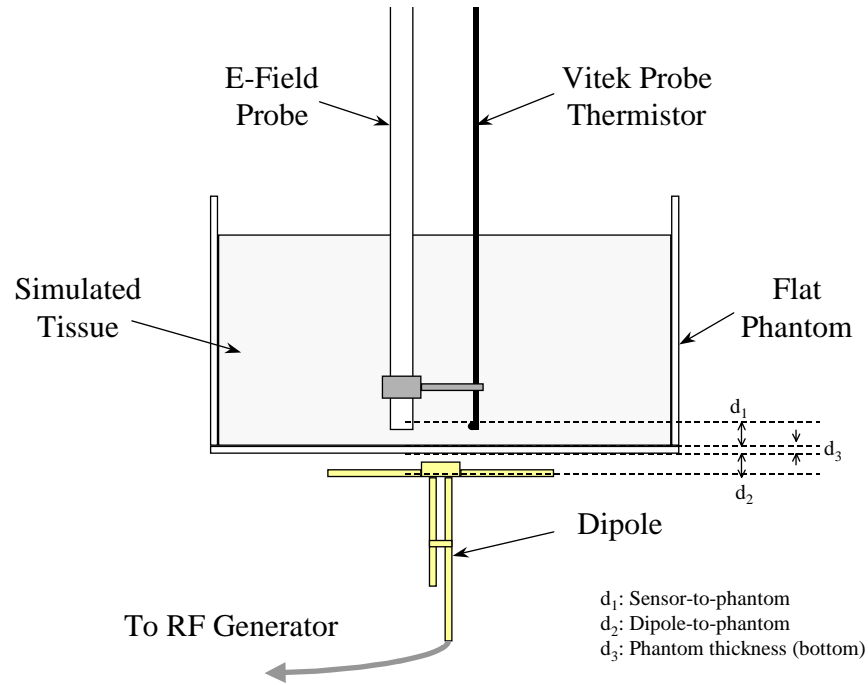 E-Field
Probe
Vitek Probe
Thermistor
Simulated
Tissue
Flat
Phantom
d₁
d₃
d₂
Dipole
To RF Generator
d₁: Sensor-to-phantom
d₂: Dipole-to-phantom
d₃: Phantom thickness (bottom)